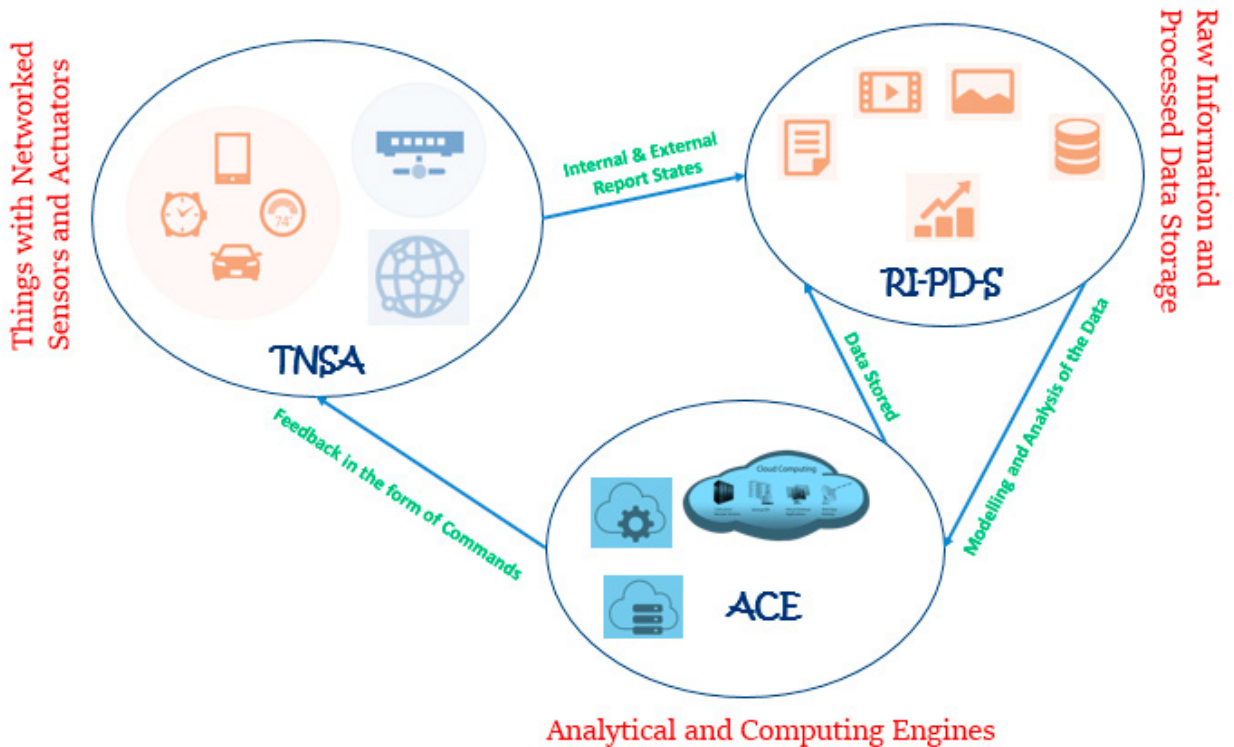 Things with Networked
Sensors and Actuators
74°
TNSA
Internal & External
Report States
RI-PD-S
Raw Information and
Processed Data Storage
Data Stored
Modelling and Analysis of the Data
Feedback in the form of Commands
Cloud Computing
ACE
Analytical and Computing Engines